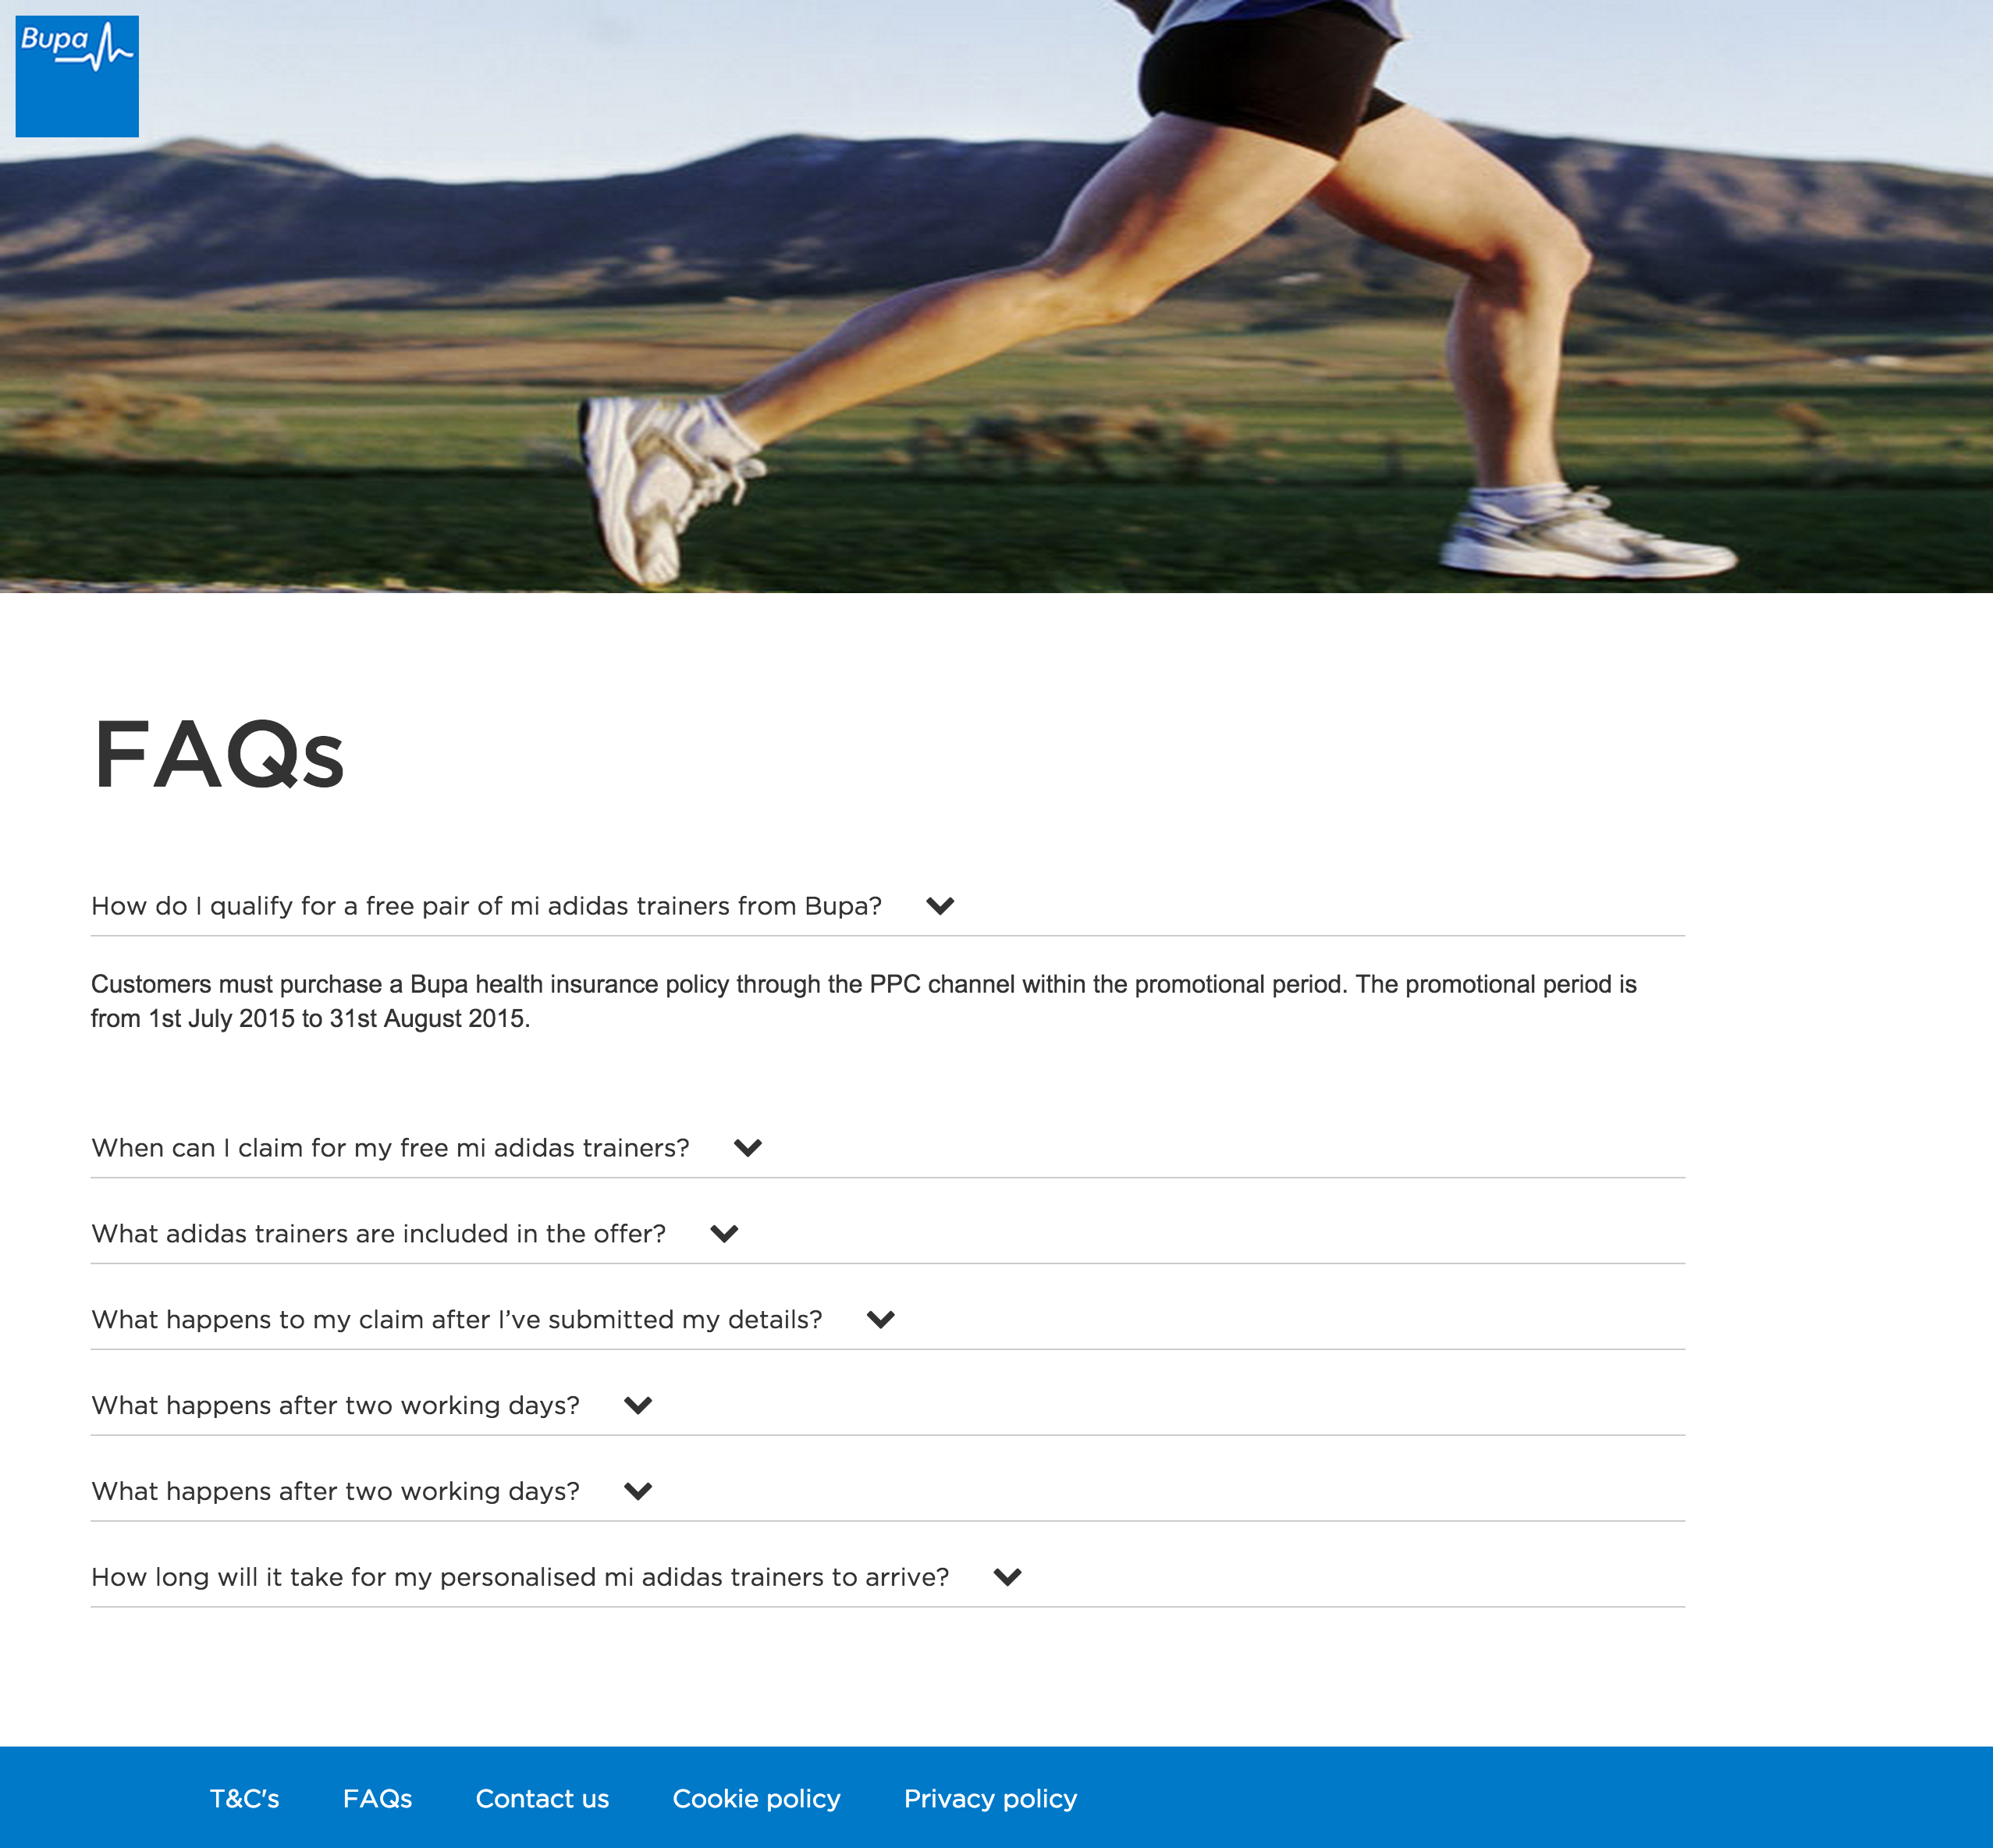 Bupa
FAQs
How do I qualify for a free pair of mi adidas trainers from Bupa?
Customers must purchase a Bupa health insurance policy through the PPC channel within the promotional period. The promotional period is
from 1st July 2015 to 31st August 2015.
When can I claim for my free mi adidas trainers?
What adidas trainers are included in the offer?
What happens to my claim after I’ve submitted my details?
What happens after two working days?
What happens after two working days?
How long will it take for my personalised mi adidas trainers to arrive?
T&C's FAQs Contact us Cookie policy Privacy policy